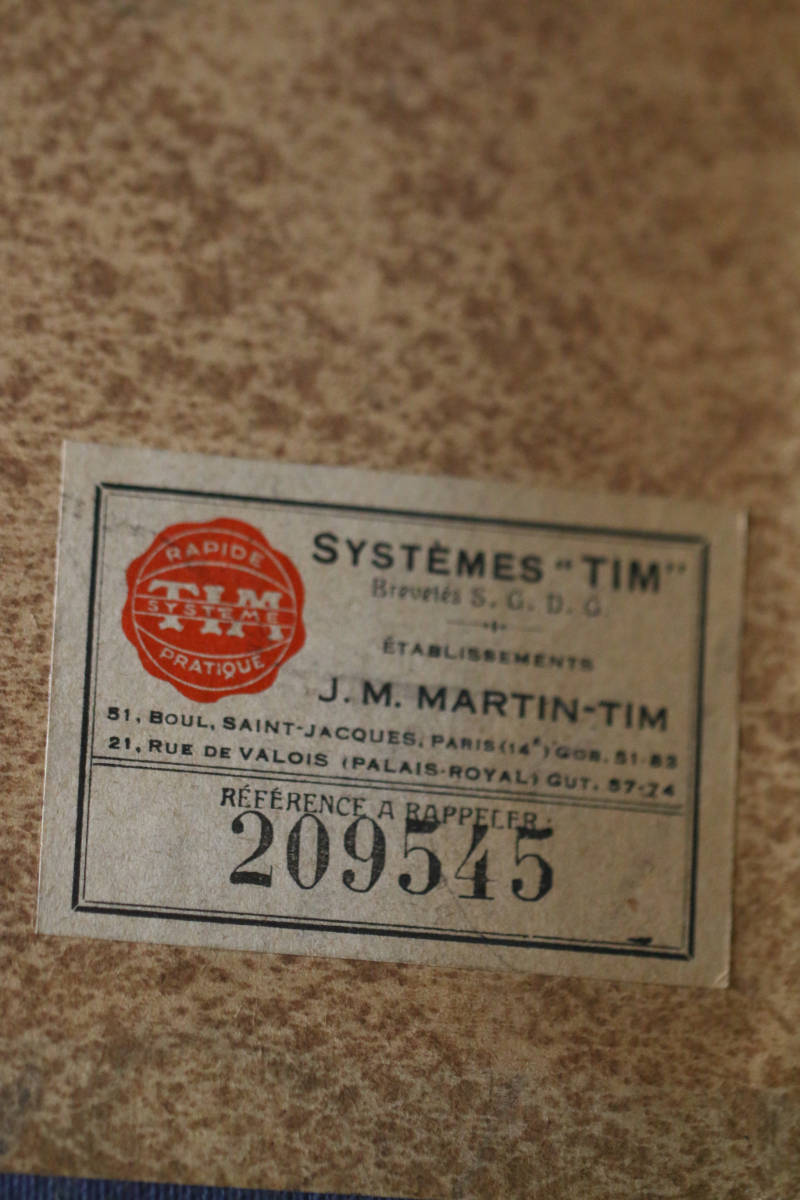 RAPIDE
TIM
SYSTÈME
PRATIQUE
SYSTÈMES "TIM"
Brevetés S. G. D. G.
ÉTABLISSEMENTS
J. M. MARTIN-TIM
51, BOUL, SAINT-JACQUES, PARIS (14e) GOB. 51-83
21, RUE DE VALOIS (PALAIS-ROYAL) GUT. 57-74
RÉFÉRENCE A RAPPELER :
209545